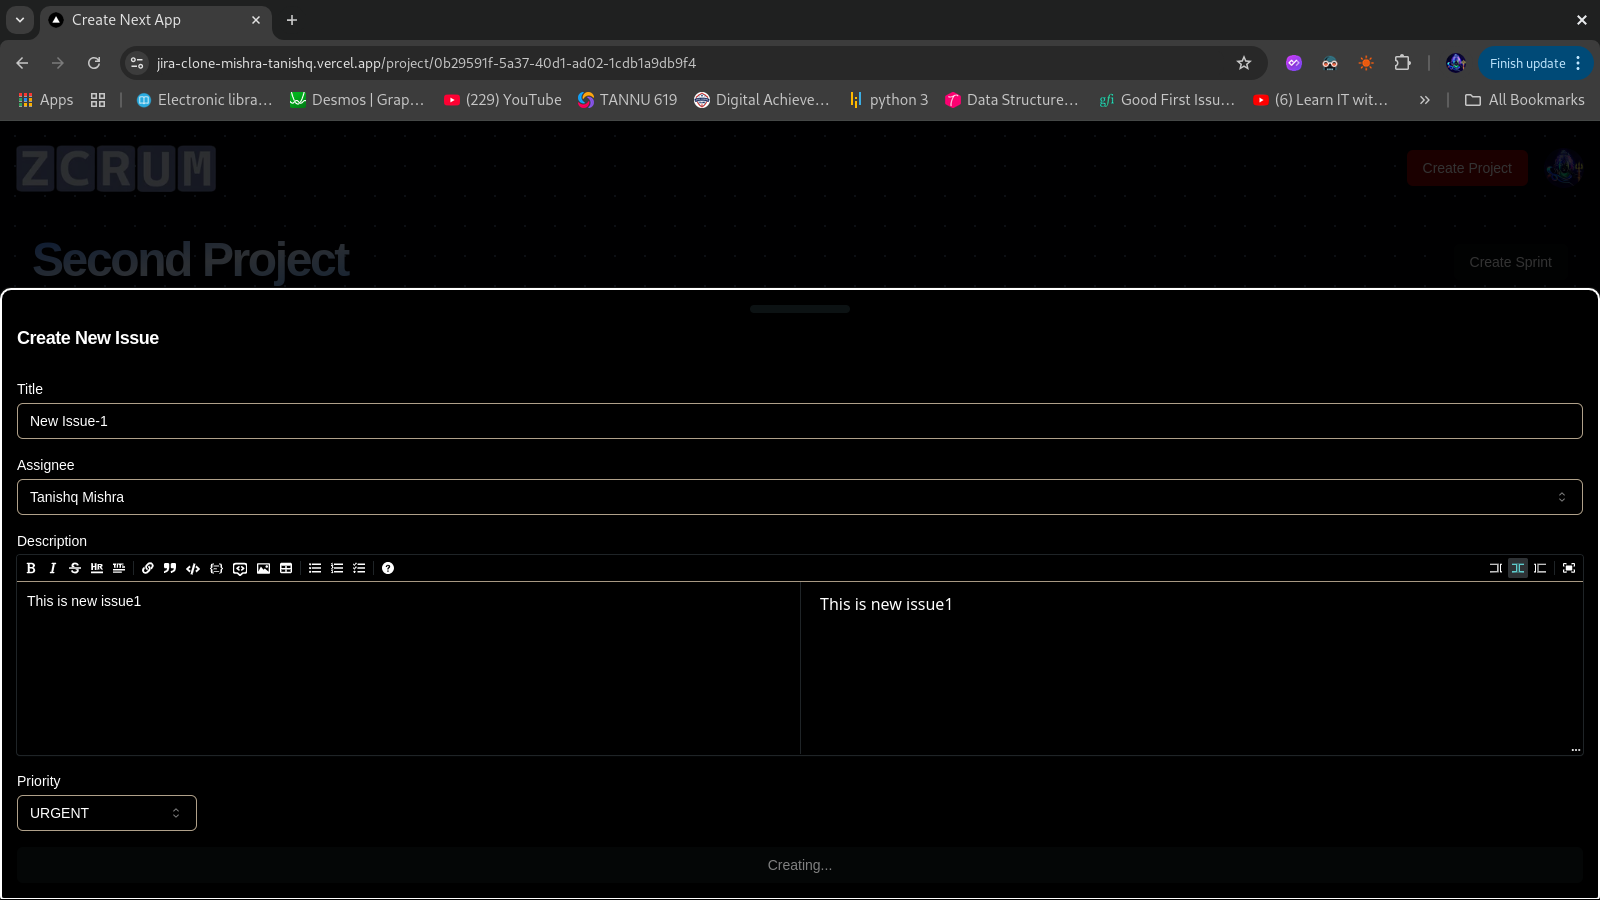 Create Next App
jira-clone-mishra-tanishq.vercel.app/project/0b29591f-5a37-40d1-ad02-1cdb1a9db9f4
Finish update
Apps
Electronic libra...
Desmos | Grap...
(229) YouTube
TANNU 619
Digital Achieve...
python 3
Data Structure...
gfi Good First Issu...
(6) Learn IT wit...
All Bookmarks
ZCRUM
Create Project
Second Project
Create Sprint
Create New Issue
Title
New Issue-1
Assignee
Tanishq Mishra
Description
This is new issue1
This is new issue1
Priority
URGENT
Creating...